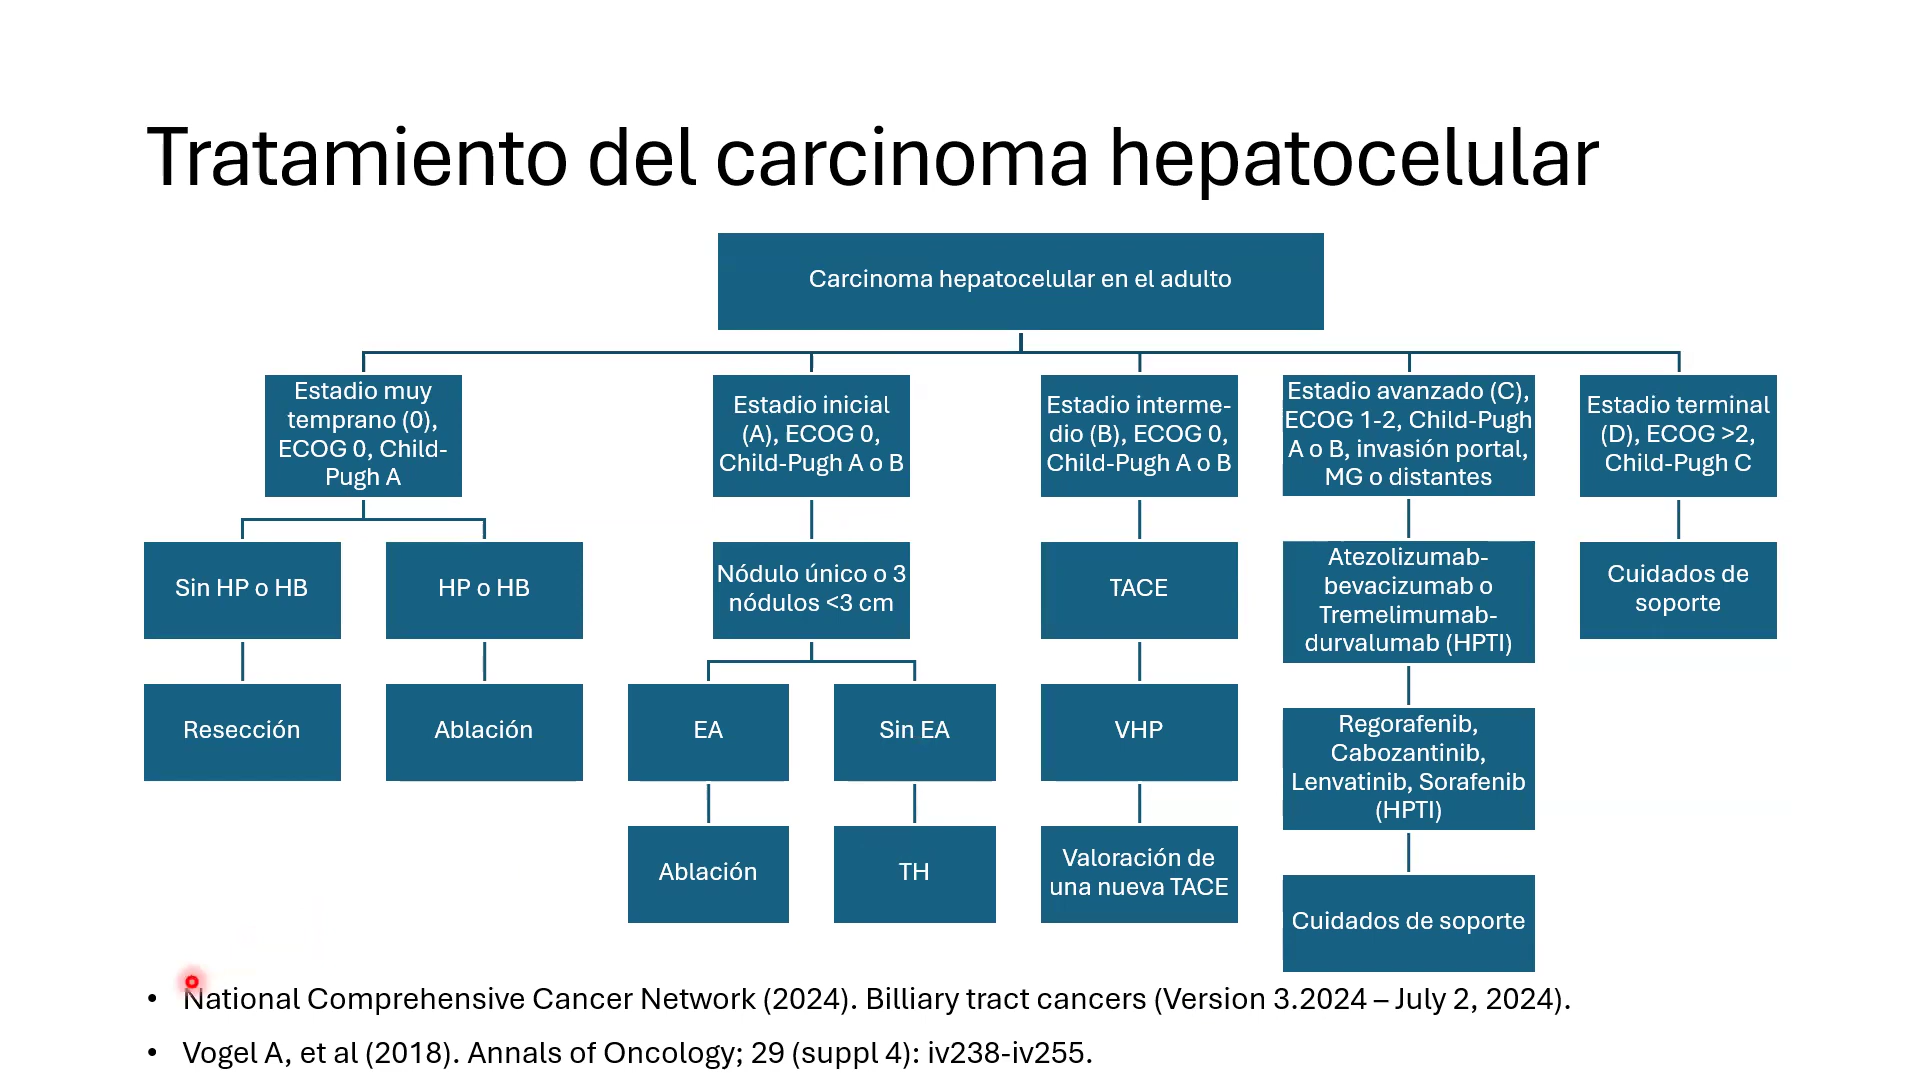 Tratamiento del carcinoma hepatocelular
Carcinoma hepatocelular en el adulto
Estadio muy
temprano (0),
ECOG 0, Child-
Pugh A
Estadio inicial
(A), ECOG 0,
Child-Pugh A o B
Estadio interme-
dio (B), ECOG 0,
Child-Pugh A o B
Estadio avanzado (C),
ECOG 1-2, Child-Pugh
A o B, invasión portal,
MG o distantes
Estadio terminal
(D), ECOG >2,
Child-Pugh C
Sin HP o HB
HP o HB
Nódulo único o 3
nódulos <3 cm
TACE
Atezolizumab-
bevacizumab o
Tremelimumab-
durvalumab (HPTI)
Cuidados de
soporte
Resección
Ablación
EA
Sin EA
VHP
Regorafenib,
Cabozantinib,
Lenvatinib, Sorafenib
(HPTI)
Ablación
TH
Valoración de
una nueva TACE
Cuidados de soporte
• National Comprehensive Cancer Network (2024). Billiary tract cancers (Version 3.2024 – July 2, 2024).
• Vogel A, et al (2018). Annals of Oncology; 29 (suppl 4): iv238-iv255.